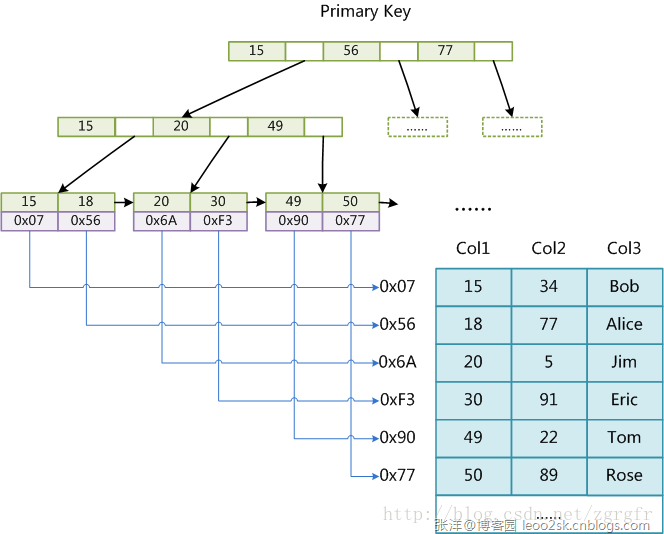 Primary Key
15 56 77
15 20 49
...... ......
15 18 20 30 49 50
0x07 0x56 0x6A 0xF3 0x90 0x77
......
Col1 Col2 Col3
0x07 15 34 Bob
0x56 18 77 Alice
0x6A 20 5 Jim
0xF3 30 91 Eric
0x90 49 22 Tom
0x77 50 89 Rose
......
http://blog.csdn.net/zgrgfr
张洋@博客园 leoo2sk.cnblogs.com